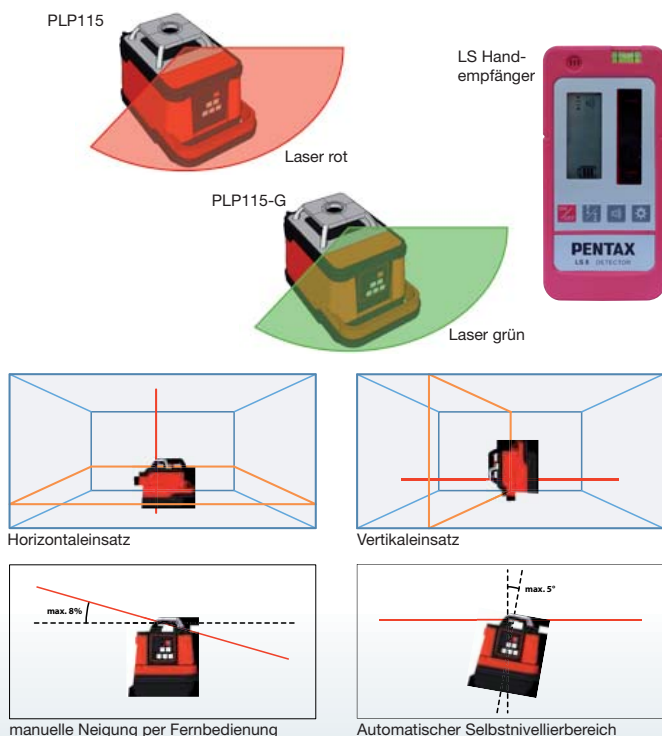 PLP115
LS Hand-
empfänger
Laser rot
PLP115-G
PENTAX
LS 8 DETECTOR
Laser grün
Horizontaleinsatz
Vertikaleinsatz
max. 8%
max. 5°
manuelle Neigung per Fernbedienung
Automatischer Selbstnivellierbereich